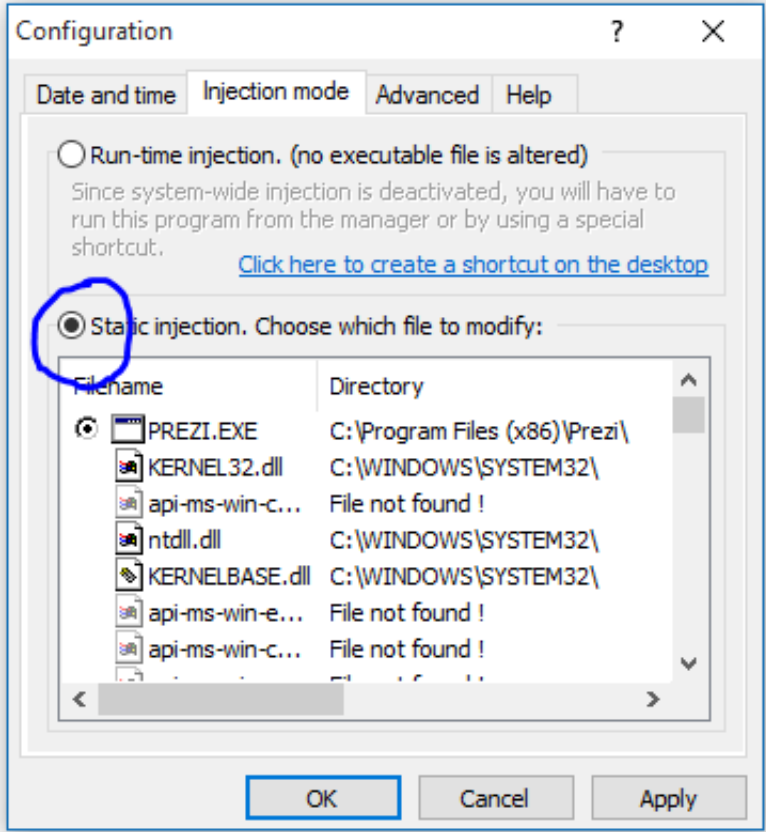 Configuration
Date and time Injection mode Advanced Help
Run-time injection. (no executable file is altered)
Since system-wide injection is deactivated, you will have to
run this program from the manager or by using a special
shortcut.
Click here to create a shortcut on the desktop
Static injection. Choose which file to modify:
Filename Directory
PREZI.EXE C:\Program Files (x86)\Prezi\
KERNEL32.dll C:\WINDOWS\SYSTEM32\
api-ms-win-c... File not found !
ntdll.dll C:\WINDOWS\SYSTEM32\
KERNELBASE.dll C:\WINDOWS\SYSTEM32\
api-ms-win-e... File not found !
api-ms-win-c... File not found !
OK Cancel Apply